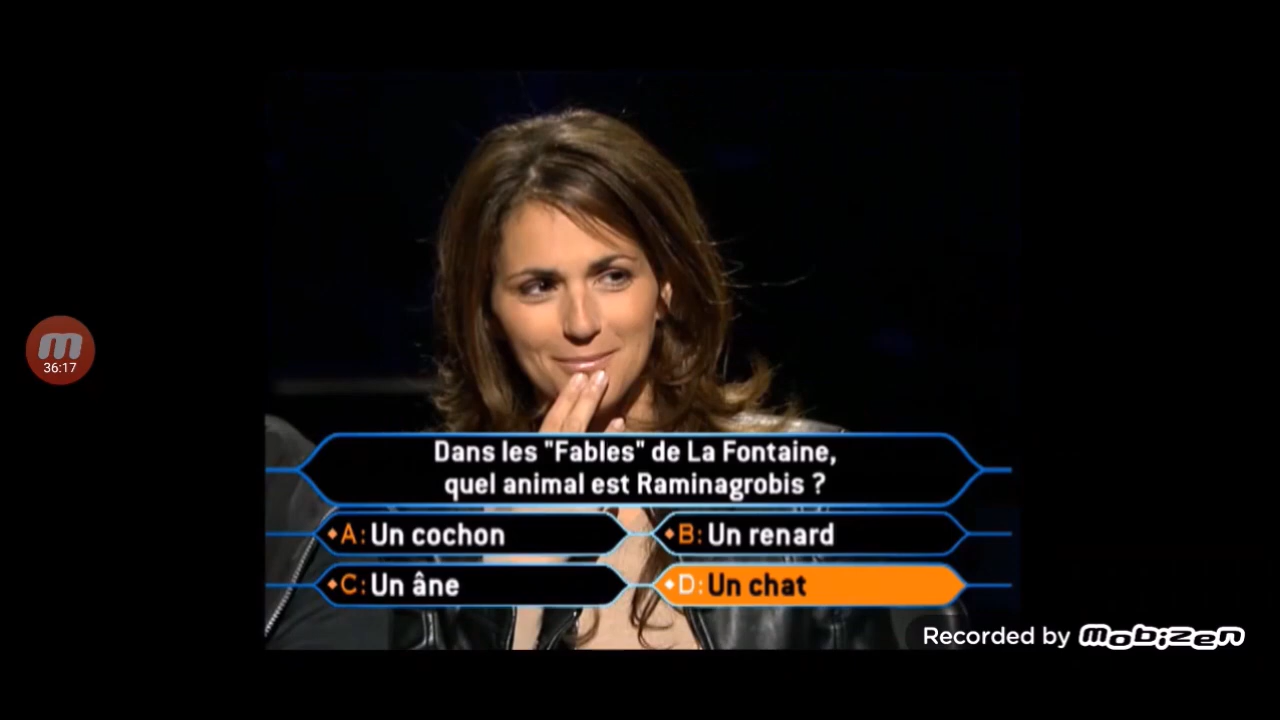 Dans les "Fables" de La Fontaine,
quel animal est Raminagrobis ?
A: Un cochon
B: Un renard
C: Un âne
D: Un chat
36:17
Recorded by mobizen